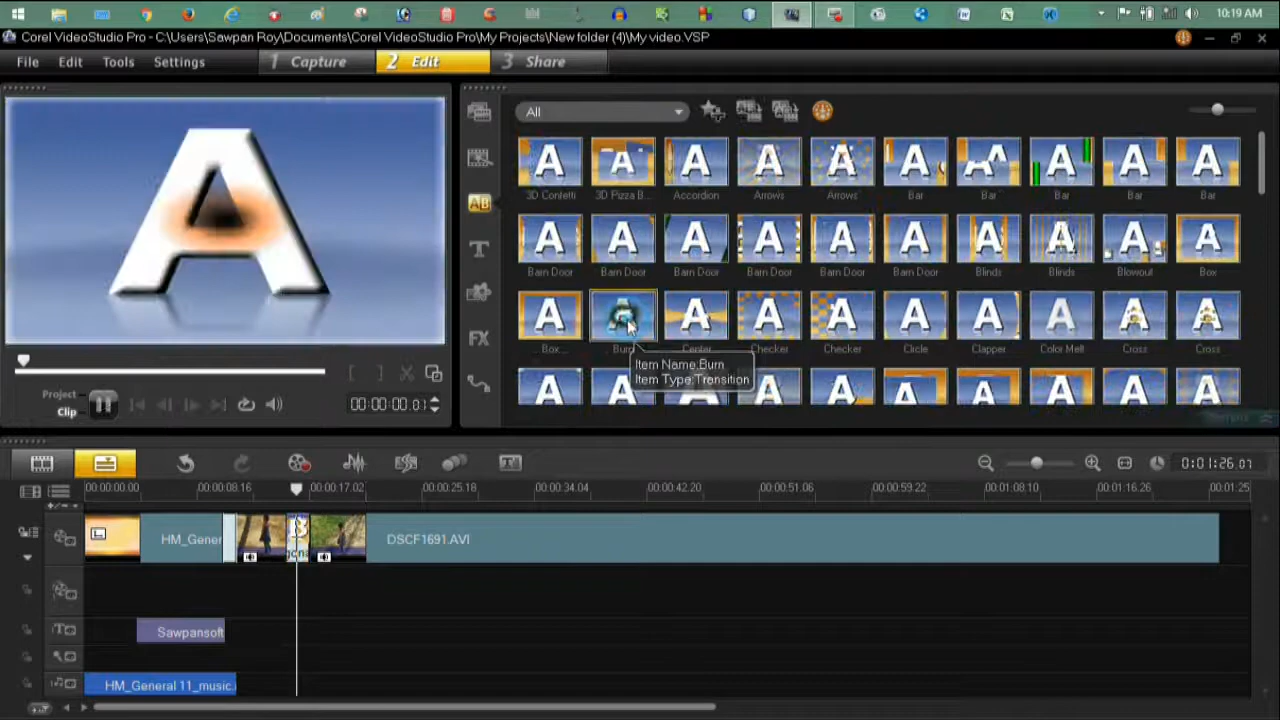 10:19 AM
Corel VideoStudio Pro - C:\Users\Sawpan Roy\Documents\Corel VideoStudio Pro\My Projects\New folder (4)\My video.VSP
File Edit Tools Settings 1 Capture 2 Edit 3 Share
All
A
AB
T
FX
3D Confetti 3D Pizza B... Accordion Arrows Arrows Bar Bar Bar Bar Bar
Barn Door Barn Door Barn Door Barn Door Barn Door Barn Door Blinds Blinds Blowout Box
Box... Burn Center Checker Checker Circle Clapper Color Melt Cross Cross
Item Name:Burn
Item Type:Transition
Project
Clip
00:00:00.01
0:01:26.01
00:00:00.00 00:00:08.16 00:00:17.02 00:00:25.18 00:00:34.04 00:00:42.20 00:00:51.06 00:00:59.22 00:01:08.10 00:01:16.26 00:01:25
HM_Gener DSCF1691.AVI
Sawpansoft
HM_General 11_music.